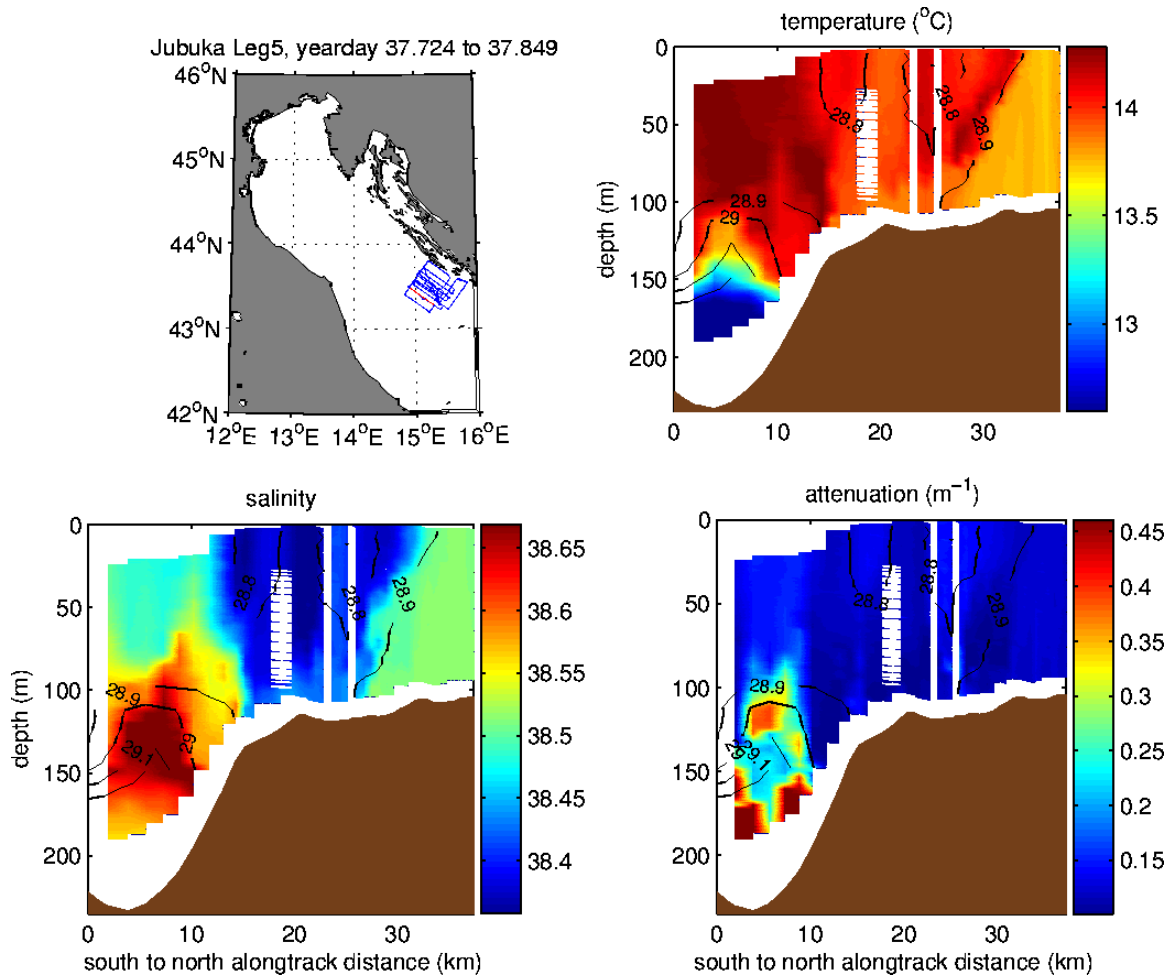 Jubuka Leg5, yearday 37.724 to 37.849
46°N
45°N
44°N
43°N
42°N
12°E 13°E 14°E 15°E 16°E
temperature (°C)
0
50
100
150
200
depth (m)
0 10 20 30
28.8
28.8
28.9
28.9
29
14
13.5
13
salinity
0
50
100
150
200
depth (m)
0 10 20 30
south to north alongtrack distance (km)
28.8
28.8
28.9
28.9
29
29.1
38.65
38.6
38.55
38.5
38.45
38.4
attenuation (m⁻¹)
0
50
100
150
200
0 10 20 30
south to north alongtrack distance (km)
28.8
28.8
28.9
28.9
29
29.1
0.45
0.4
0.35
0.3
0.25
0.2
0.15